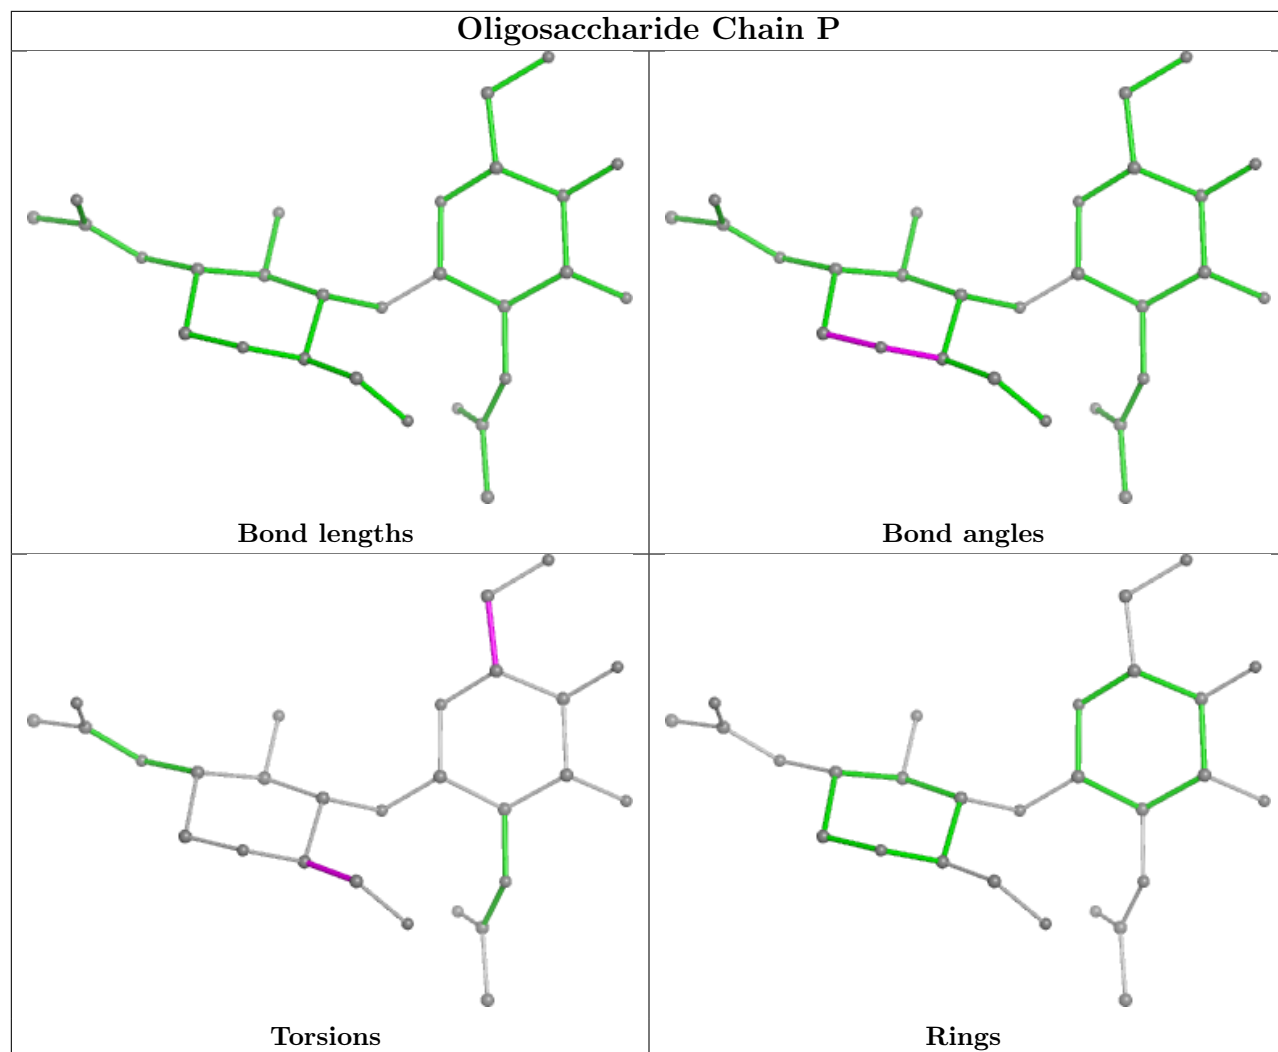 Oligosaccharide Chain P
Bond lengths
Bond angles
Torsions
Rings